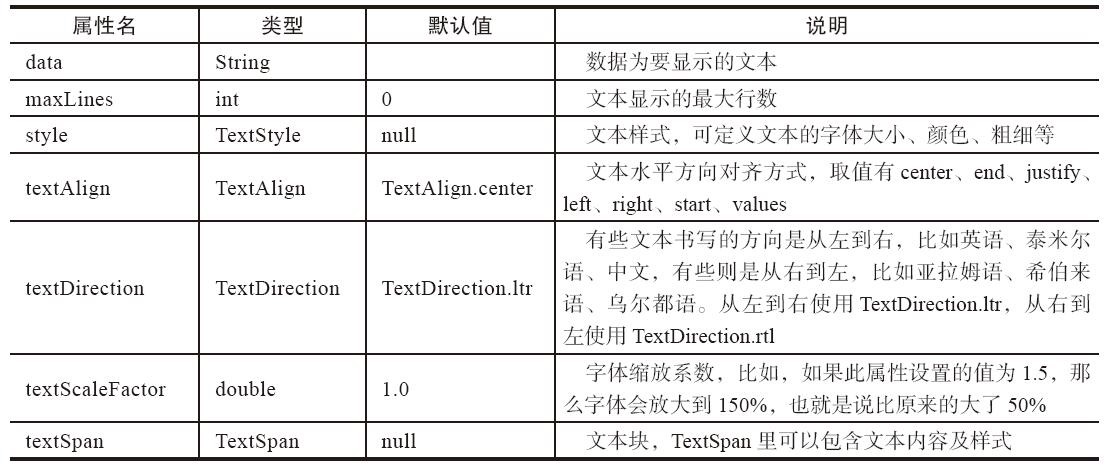 属性名 类型 默认值 说明
data String 数据为要显示的文本
maxLines int 0 文本显示的最大行数
style TextStyle null 文本样式，可定义文本的字体大小、颜色、粗细等
textAlign TextAlign TextAlign.center 文本水平方向对齐方式，取值有 center、end、justify、
left、right、start、values
textDirection TextDirection TextDirection.ltr 有些文本书写的方向是从左到右，比如英语、泰米尔
语、中文，有些则是从右到左，比如亚拉姆语、希伯来
语、乌尔都语。从左到右使用 TextDirection.ltr，从右到
左使用 TextDirection.rtl
textScaleFactor double 1.0 字体缩放系数，比如，如果此属性设置的值为 1.5，那
么字体会放大到 150%，也就是说比原来的大了 50%
textSpan TextSpan null 文本块，TextSpan 里可以包含文本内容及样式